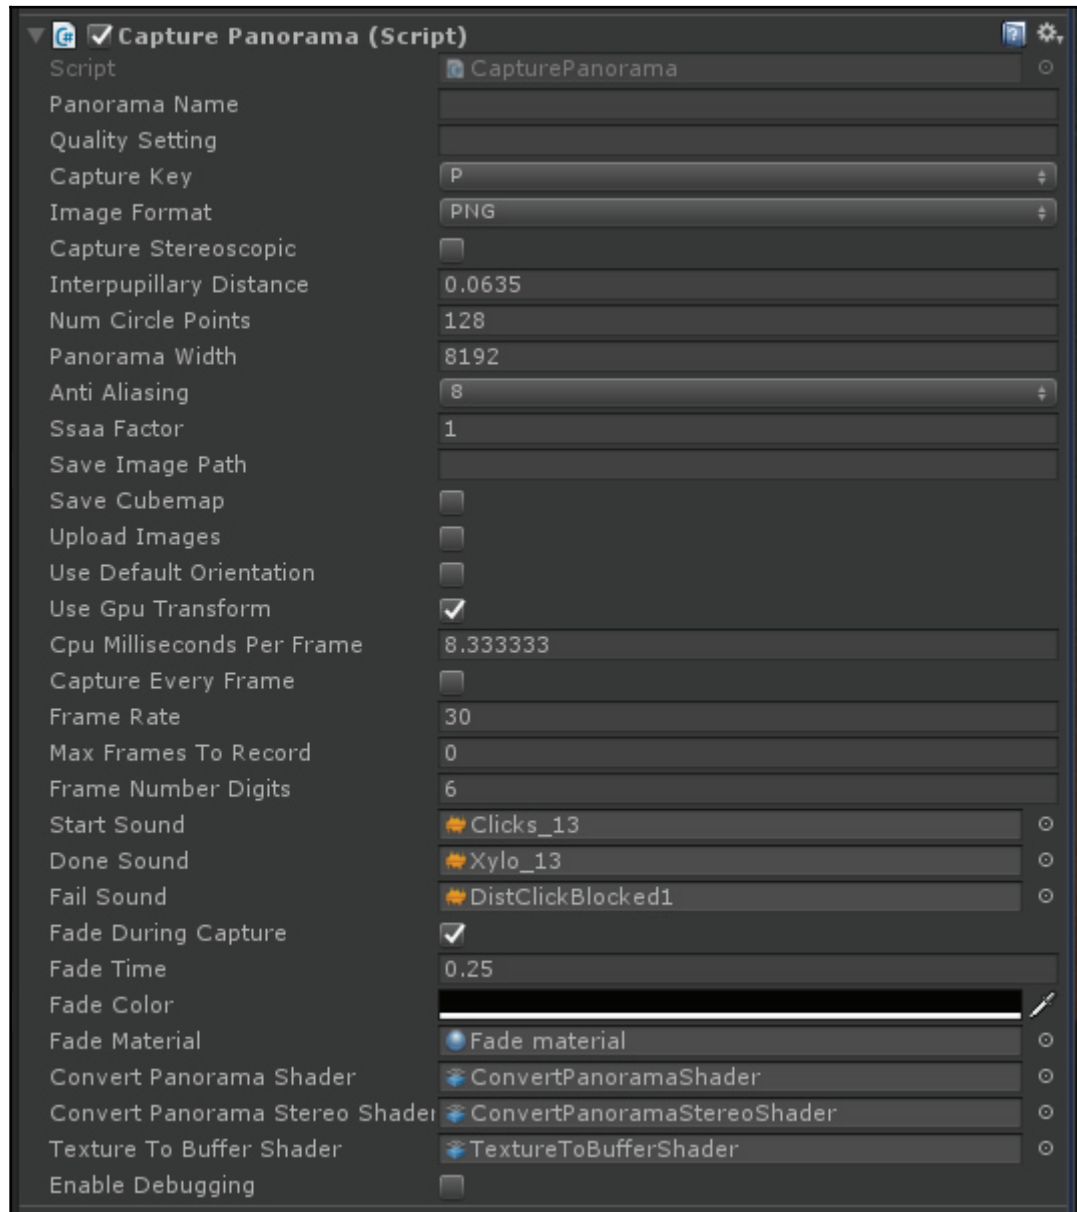 Capture Panorama (Script)
Script CapturePanorama
Panorama Name
Quality Setting
Capture Key P
Image Format PNG
Capture Stereoscopic
Interpupillary Distance 0.0635
Num Circle Points 128
Panorama Width 8192
Anti Aliasing 8
Ssaa Factor 1
Save Image Path
Save Cubemap
Upload Images
Use Default Orientation
Use Gpu Transform
Cpu Milliseconds Per Frame 8.333333
Capture Every Frame
Frame Rate 30
Max Frames To Record 0
Frame Number Digits 6
Start Sound Clicks_13
Done Sound Xylo_13
Fail Sound DistClickBlocked1
Fade During Capture
Fade Time 0.25
Fade Color
Fade Material Fade material
Convert Panorama Shader ConvertPanoramaShader
Convert Panorama Stereo Shader ConvertPanoramaStereoShader
Texture To Buffer Shader TextureToBufferShader
Enable Debugging